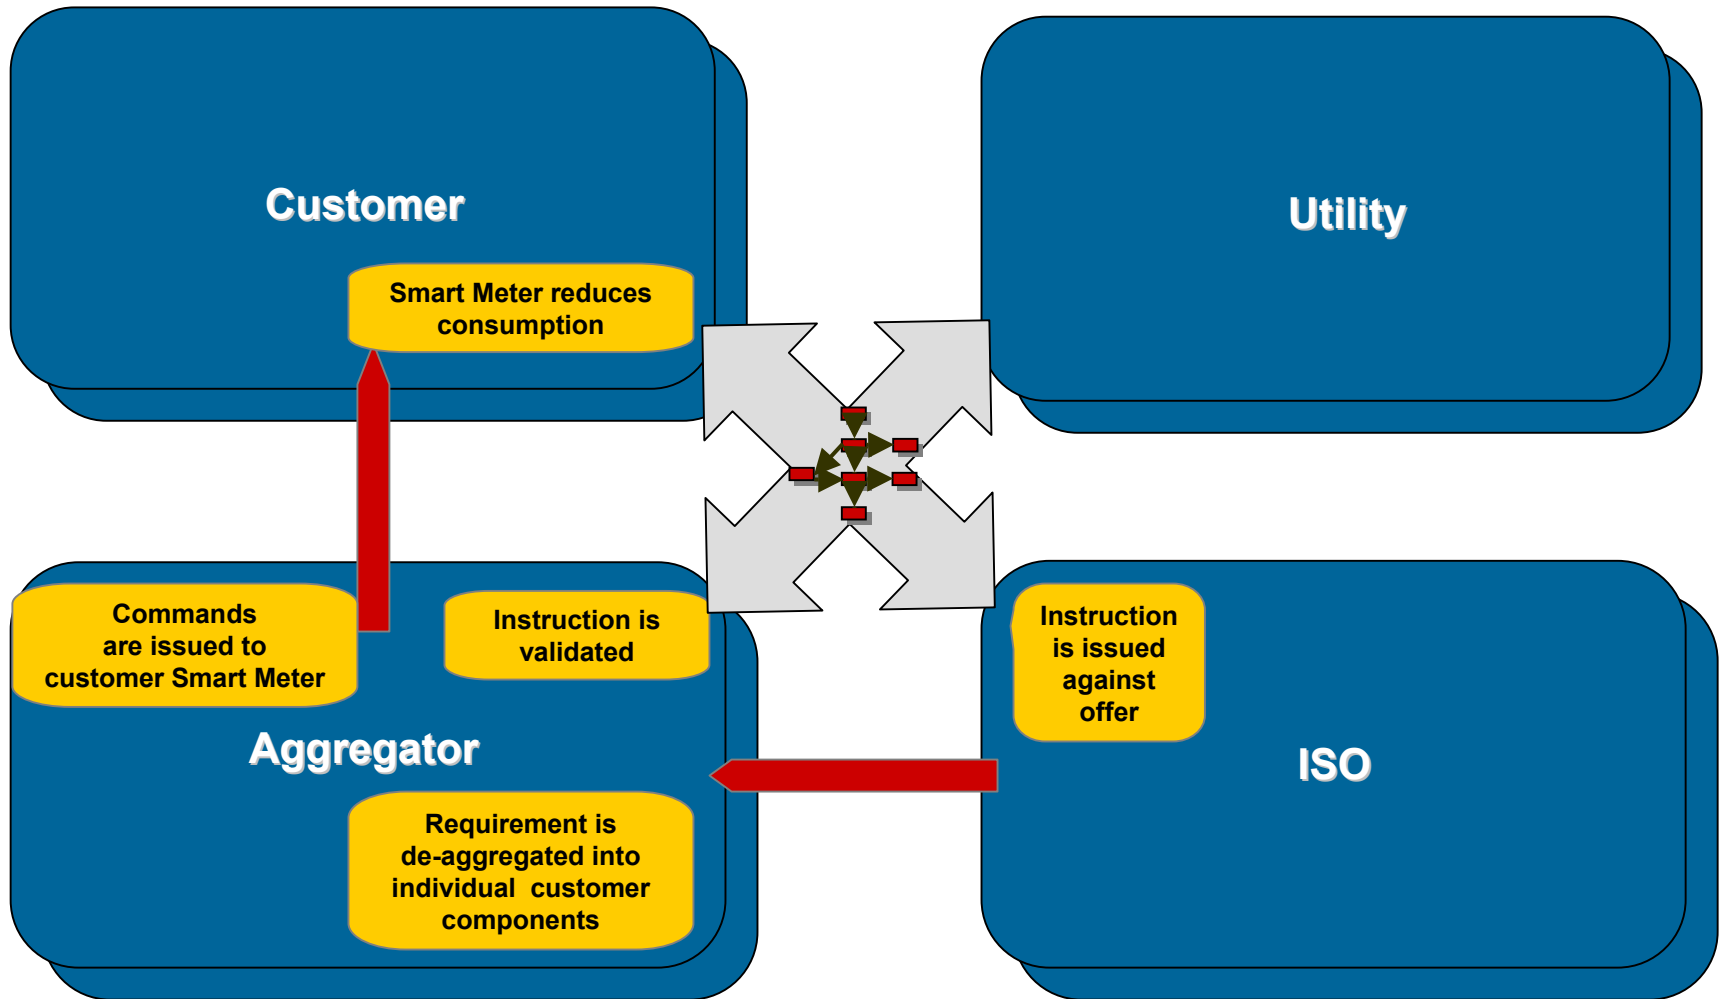 Customer
Smart Meter reduces
consumption
Utility
Commands
are issued to
customer Smart Meter
Instruction is
validated
Aggregator
Requirement is
de-aggregated into
individual customer
components
Instruction
is issued
against
offer
ISO